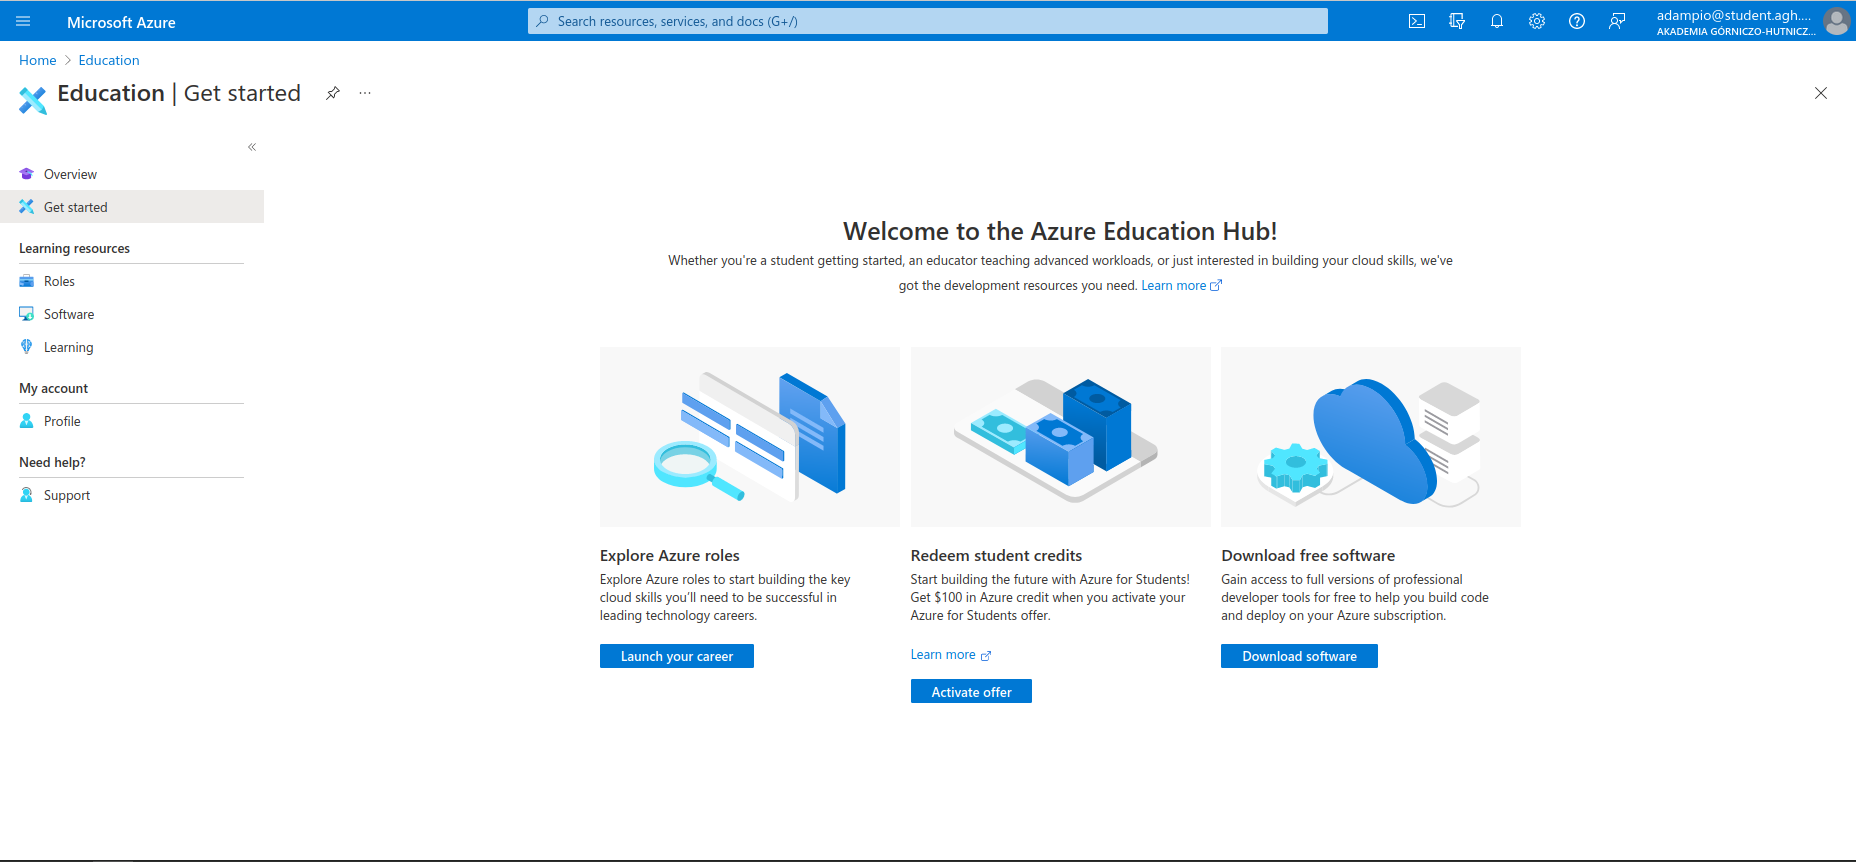 Microsoft Azure
Search resources, services, and docs (G+/)
adampio@student.agh....
AKADEMIA GÓRNICZO-HUTNICZ...
Home > Education
Education | Get started
...
«
Overview
Get started
Learning resources
Roles
Software
Learning
My account
Profile
Need help?
Support
Welcome to the Azure Education Hub!
Whether you're a student getting started, an educator teaching advanced workloads, or just interested in building your cloud skills, we've
got the development resources you need. Learn more
Explore Azure roles
Explore Azure roles to start building the key
cloud skills you’ll need to be successful in
leading technology careers.
Launch your career
Redeem student credits
Start building the future with Azure for Students!
Get $100 in Azure credit when you activate your
Azure for Students offer.
Learn more
Activate offer
Download free software
Gain access to full versions of professional
developer tools for free to help you build code
and deploy on your Azure subscription.
Download software